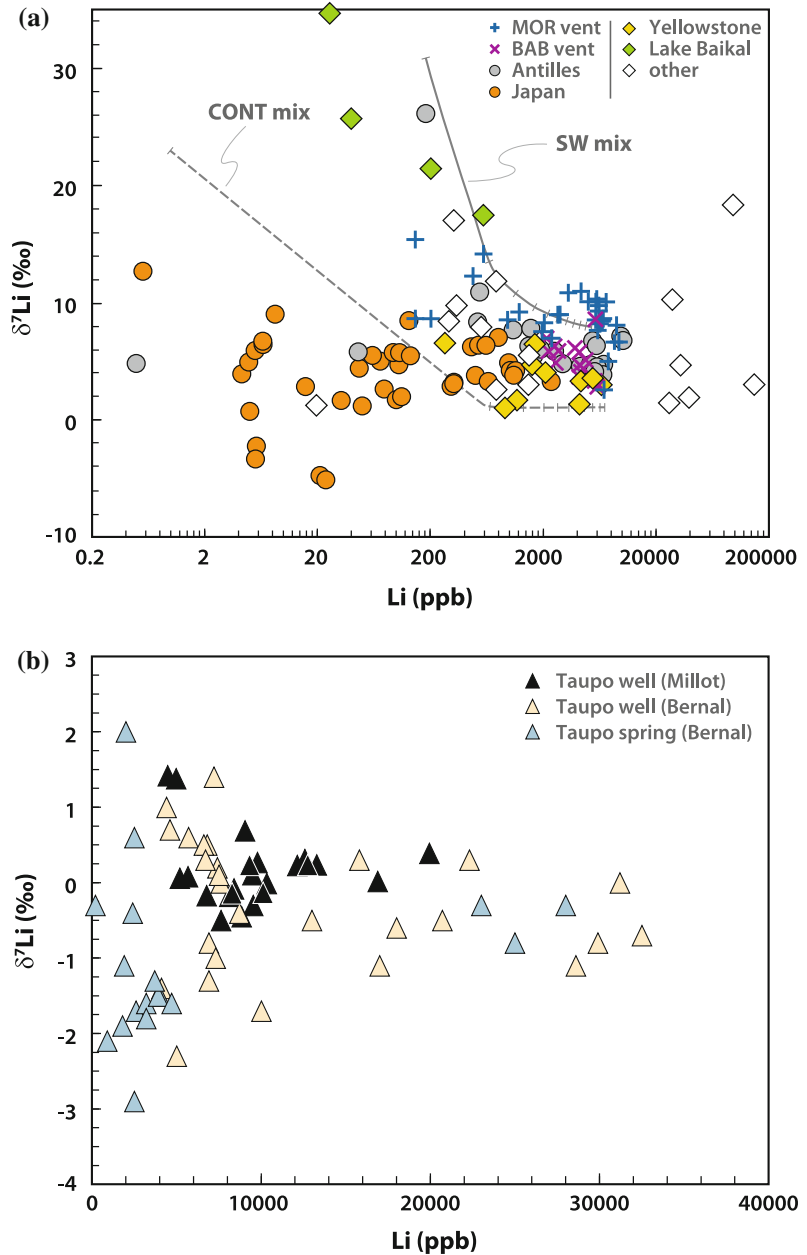 (a)
MOR vent
BAB vent
Antilles
Japan
Yellowstone
Lake Baikal
other
CONT mix
SW mix
30
20
10
0
-10
δ⁷Li (‰)
0.2 2 20 200 2000 20000 200000
Li (ppb)
(b)
Taupo well (Millot)
Taupo well (Bernal)
Taupo spring (Bernal)
3
2
1
0
-1
-2
-3
-4
δ⁷Li (‰)
0 10000 20000 30000 40000
Li (ppb)